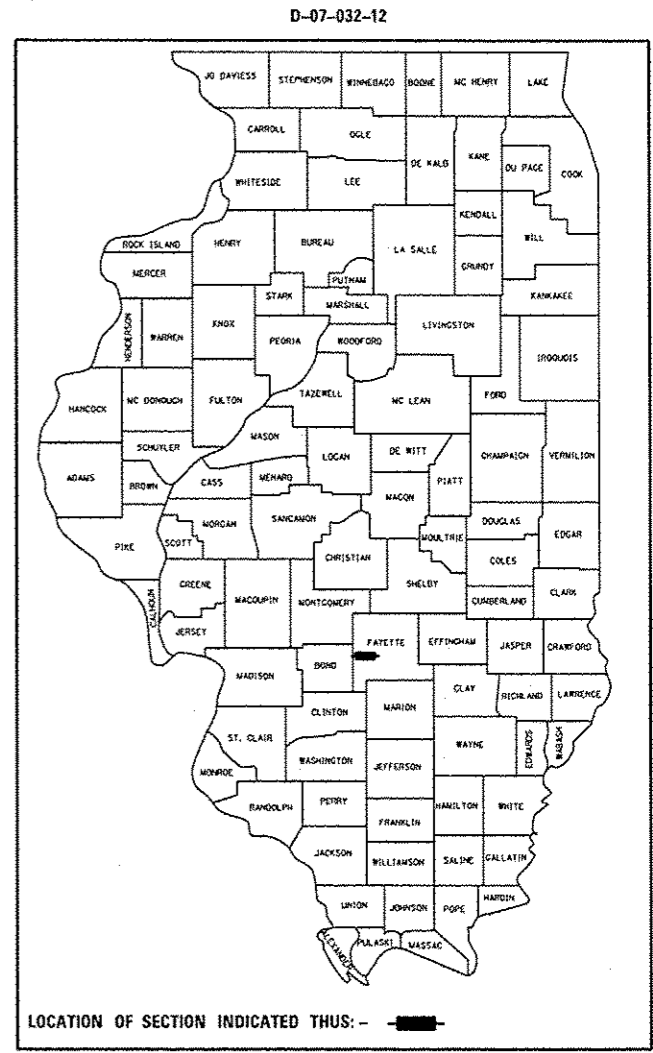 D-07-032-12
JO DAVIESS STEPHENSON WINNEBAGO BOONE MC HENRY LAKE
CARROLL OGLE DE KALB KANE DU PAGE COOK
WHITESIDE LEE
KENDALL
ROCK ISLAND HENRY BUREAU LA SALLE WILL
MERCER PUTNAM GRUNDY
STARK MARSHALL KANKAKEE
HENDERSON WARREN KNOX PEORIA WOODFORD LIVINGSTON
IROQUOIS
HANCOCK MC DONOUGH FULTON TAZEWELL MC LEAN FORD
MASON
SCHUYLER LOGAN DE WITT CHAMPAIGN VERMILION
ADAMS BROWN CASS MENARD PIATT
MACON
PIKE SCOTT MORGAN SANGAMON MOULTRIE DOUGLAS EDGAR
CHRISTIAN COLES
CALHOUN GREENE MACOUPIN MONTGOMERY SHELBY CUMBERLAND CLARK
JERSEY
MADISON BOND FAYETTE EFFINGHAM JASPER CRAWFORD
CLINTON MARION CLAY RICHLAND LAWRENCE
ST. CLAIR WAYNE EDWARDS WABASH
MONROE WASHINGTON JEFFERSON
RANDOLPH PERRY HAMILTON WHITE
FRANKLIN
JACKSON WILLIAMSON SALINE GALLATIN
UNION JOHNSON POPE HARDIN
ALEXANDER PULASKI MASSAC
LOCATION OF SECTION INDICATED THUS: -